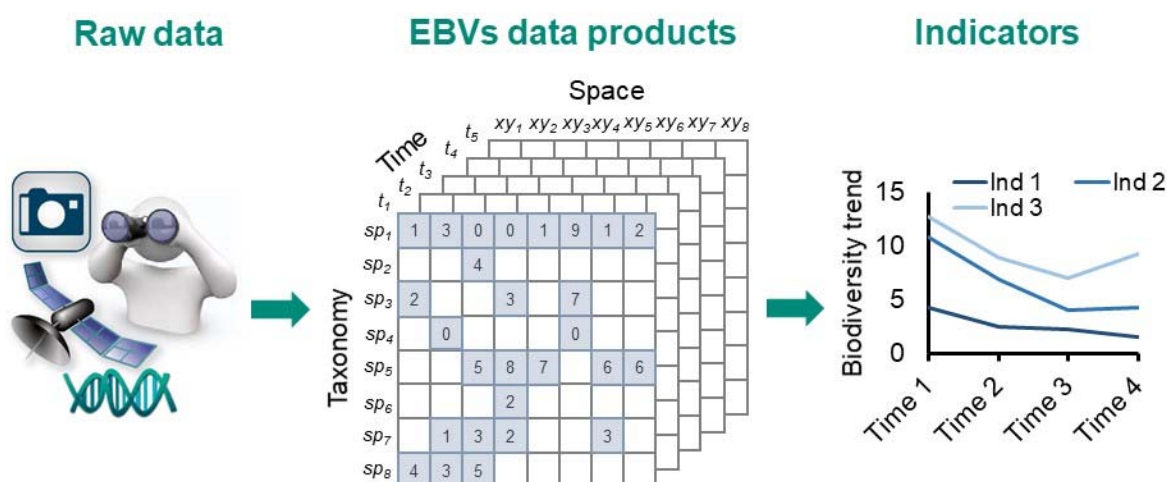 Raw data
EBVs data products
Indicators
Space
Time
xy₁ xy₂ xy₃ xy₄ xy₅ xy₆ xy₇ xy₈
t₅
t₄
t₃
t₂
t₁
Taxonomy
sp₁ 1 3 0 0 1 9 1 2
sp₂ 4
sp₃ 2 3 7
sp₄ 0 0
sp₅ 5 8 7 6 6
sp₆ 2
sp₇ 1 3 2 3
sp₈ 4 3 5
Biodiversity trend
Ind 1 Ind 2
Ind 3
15
10
5
0
Time 1 Time 2 Time 3 Time 4